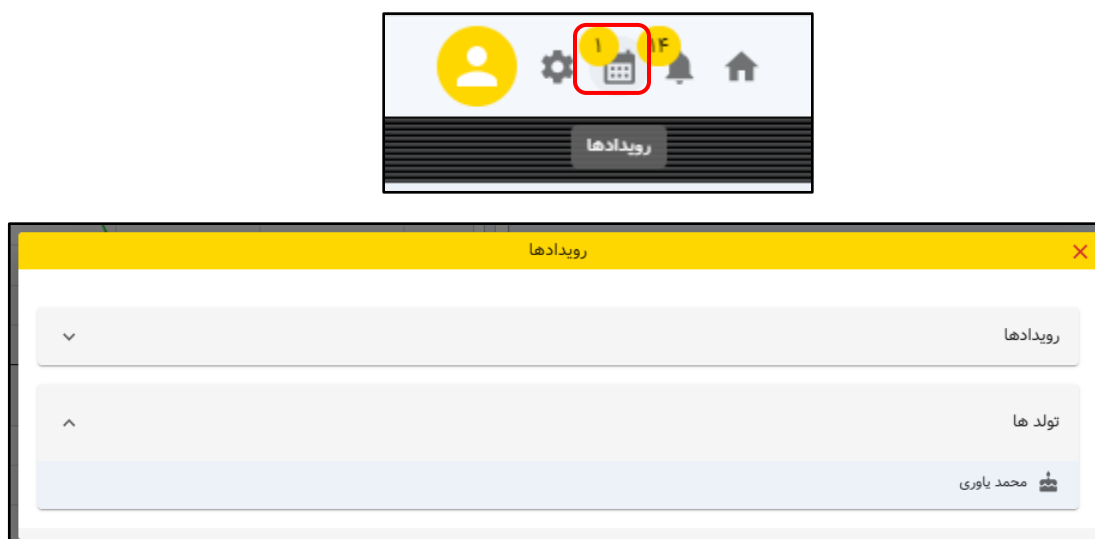 ۱۴ ۱
رویدادها
رویدادها
رویدادها
تولد ها
محمد یاوری